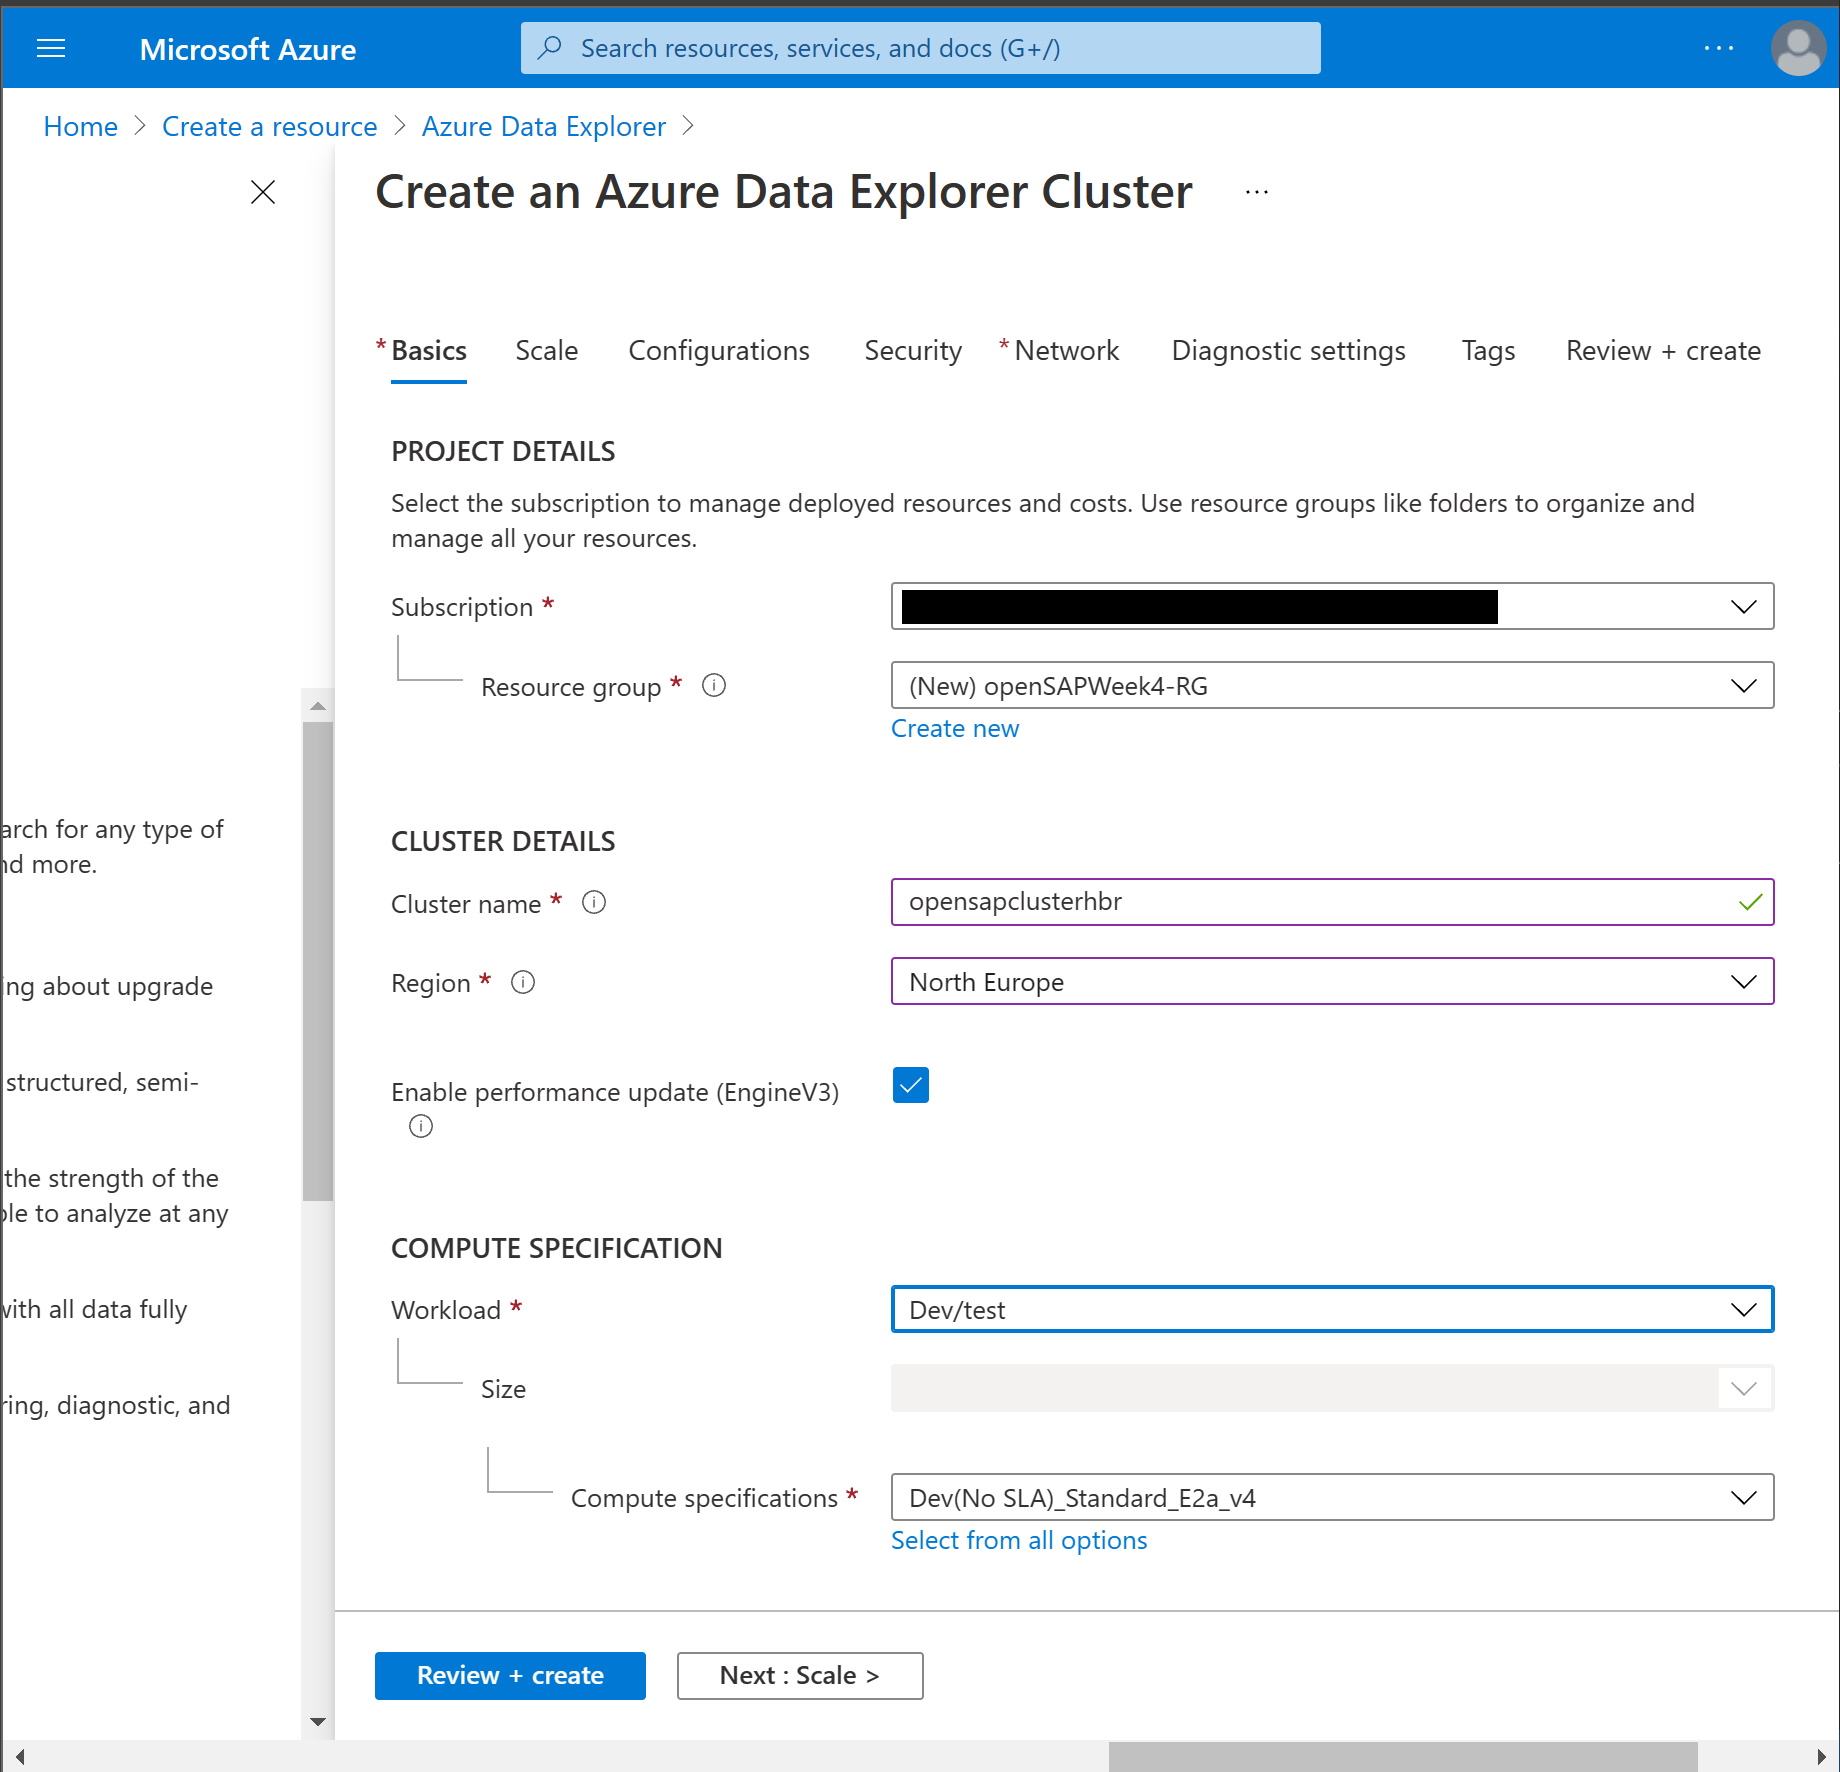 Microsoft Azure
Search resources, services, and docs (G+/)
Home > Create a resource > Azure Data Explorer >
Create an Azure Data Explorer Cluster ...
* Basics Scale Configurations Security * Network Diagnostic settings Tags Review + create
PROJECT DETAILS
Select the subscription to manage deployed resources and costs. Use resource groups like folders to organize and
manage all your resources.
Subscription *
Resource group *
(New) openSAPWeek4-RG
Create new
CLUSTER DETAILS
Cluster name *
opensapclusterhbr
Region *
North Europe
Enable performance update (EngineV3)
COMPUTE SPECIFICATION
Workload *
Dev/test
Size
Compute specifications *
Dev(No SLA)_Standard_E2a_v4
Select from all options
Review + create
Next : Scale >
for any type of
more.
about upgrade
structured, semi-
the strength of the
to analyze at any
all data fully
diagnostic, and